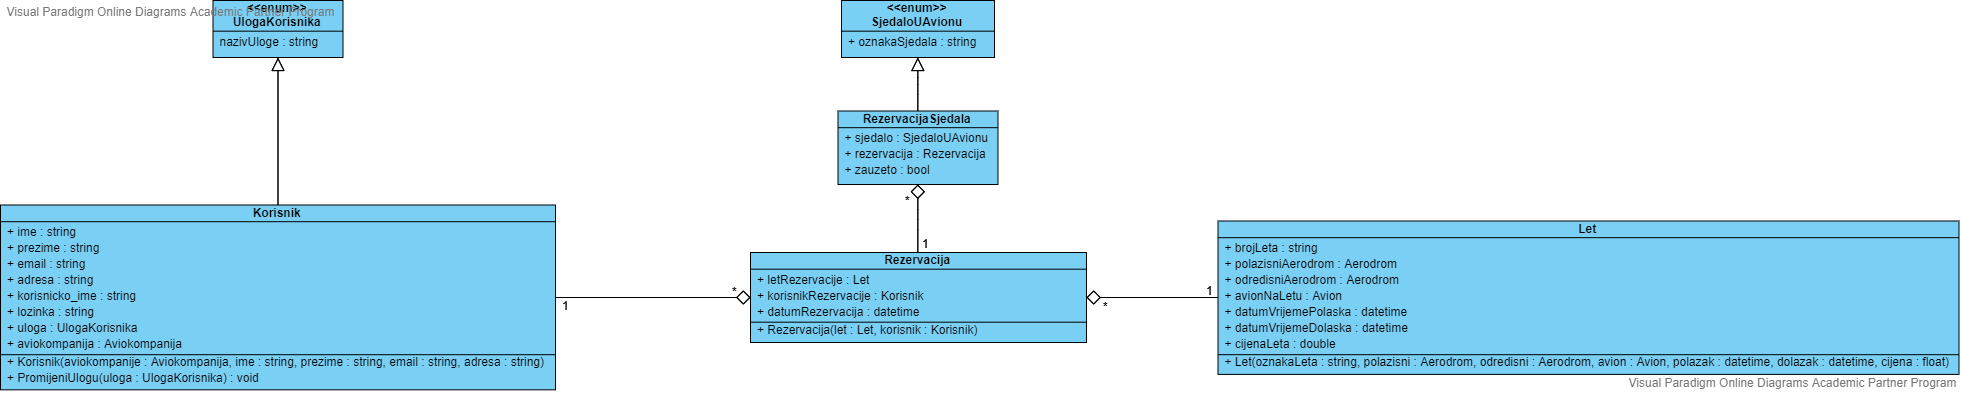 Visual Paradigm Online Diagrams Academic Partner Program
<<enum>>
UlogaKorisnika
nazivUloge : string
<<enum>>
SjedaloUAvionu
+ oznakaSjedala : string
RezervacijaSjedala
+ sjedalo : SjedaloUAvionu
+ rezervacija : Rezervacija
+ zauzeto : bool
*
1
Korisnik
+ ime : string
+ prezime : string
+ email : string
+ adresa : string
+ korisnicko_ime : string
+ lozinka : string
+ uloga : UlogaKorisnika
+ aviokompanija : Aviokompanija
+ Korisnik(aviokompanije : Aviokompanija, ime : string, prezime : string, email : string, adresa : string)
+ PromijeniUlogu(uloga : UlogaKorisnika) : void
1
*
Rezervacija
+ letRezervacije : Let
+ korisnikRezervacije : Korisnik
+ datumRezervacija : datetime
+ Rezervacija(let : Let, korisnik : Korisnik)
*
1
Let
+ brojLeta : string
+ polazisniAerodrom : Aerodrom
+ odredisniAerodrom : Aerodrom
+ avionNaLetu : Avion
+ datumVrijemePolaska : datetime
+ datumVrijemeDolaska : datetime
+ cijenaLeta : double
+ Let(oznakaLeta : string, polazisni : Aerodrom, odredisni : Aerodrom, avion : Avion, polazak : datetime, dolazak : datetime, cijena : float)
Visual Paradigm Online Diagrams Academic Partner Program